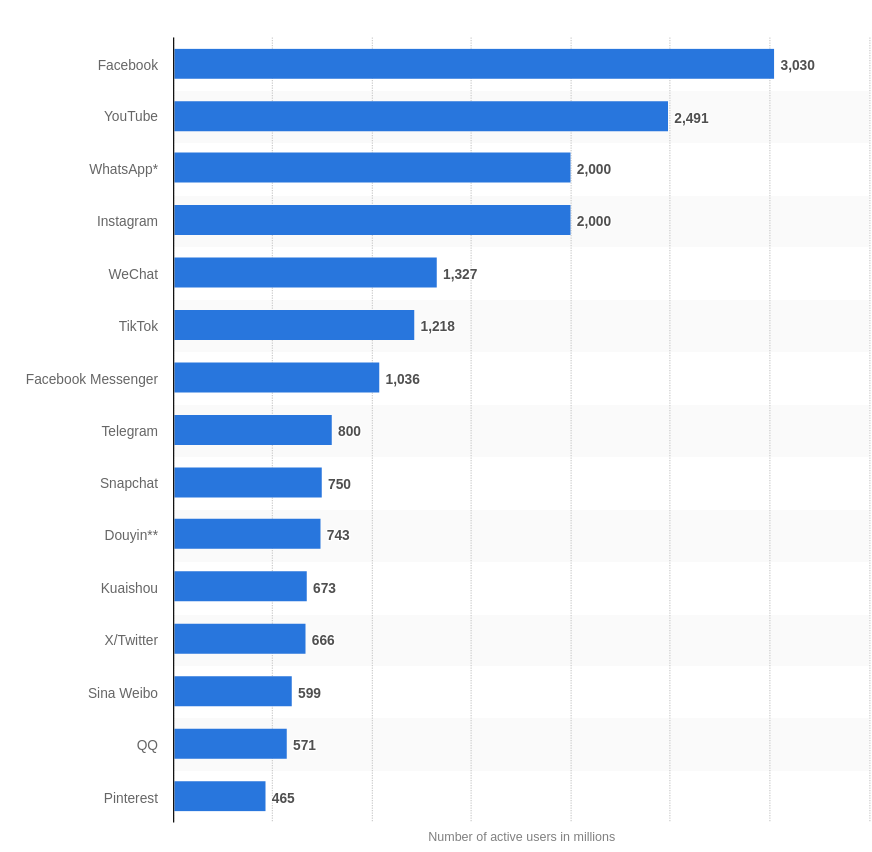 Facebook 3,030
YouTube 2,491
WhatsApp* 2,000
Instagram 2,000
WeChat 1,327
TikTok 1,218
Facebook Messenger 1,036
Telegram 800
Snapchat 750
Douyin** 743
Kuaishou 673
X/Twitter 666
Sina Weibo 599
QQ 571
Pinterest 465
Number of active users in millions